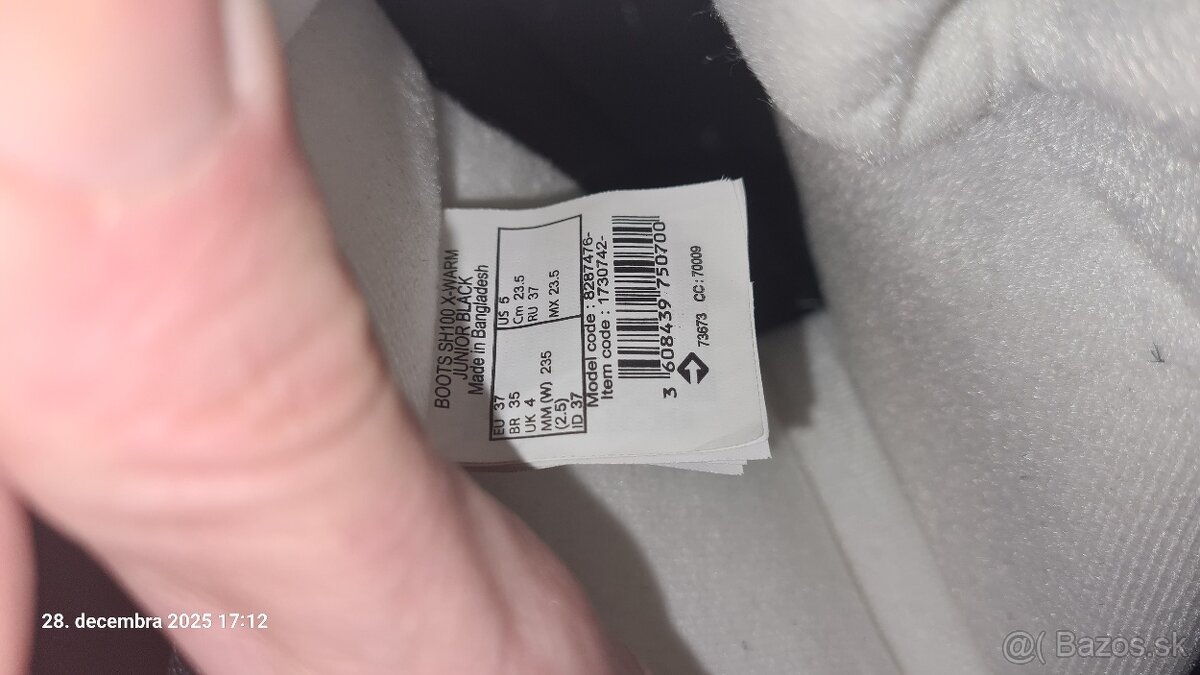 BOOTS SH100 X-WARM
JUNIOR BLACK
Made in Bangladesh
EU 37
US 5
BR 35
Cm 23.5
UK 4
RU 37
MM (W) 235
(2.5)
MX 23.5
ID 37
Model code : 8287476-
Item code : 1730742-
3 608439 750700
73673 CC:70009
28. decembra 2025 17:12
@( Bazos.sk